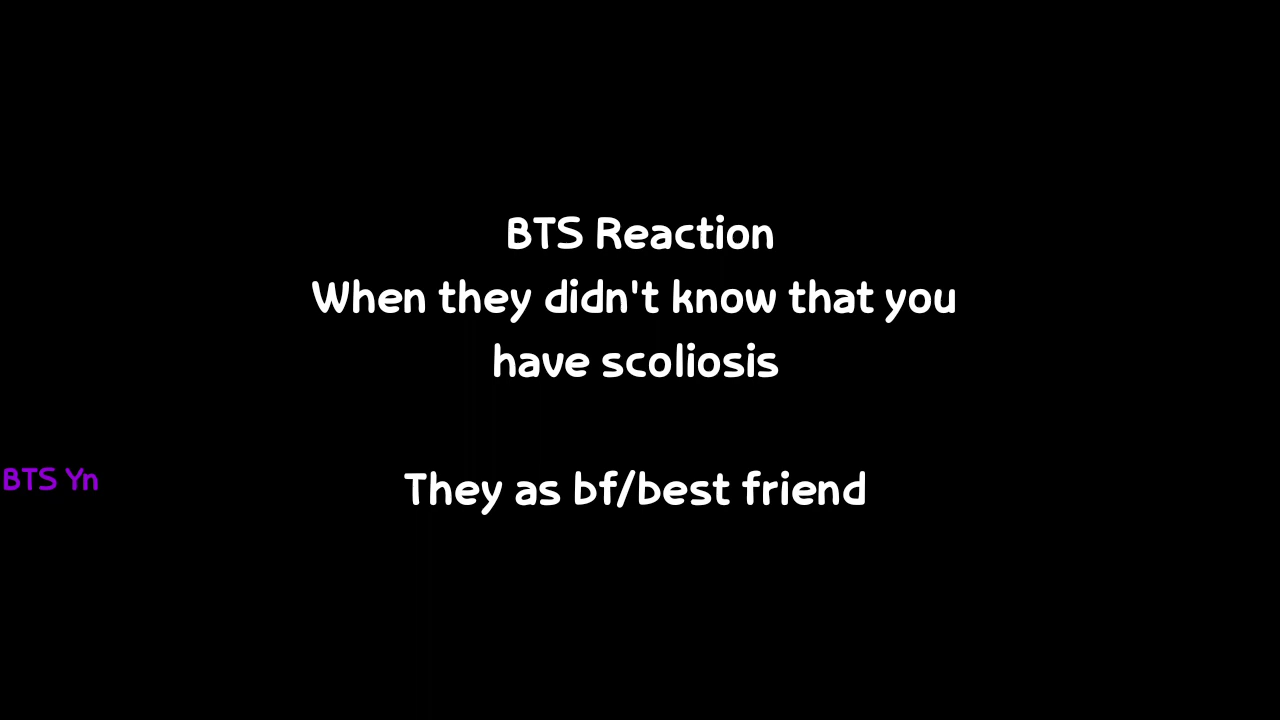 BTS Reaction
When they didn't know that you
have scoliosis
BTS Yn
They as bf/best friend